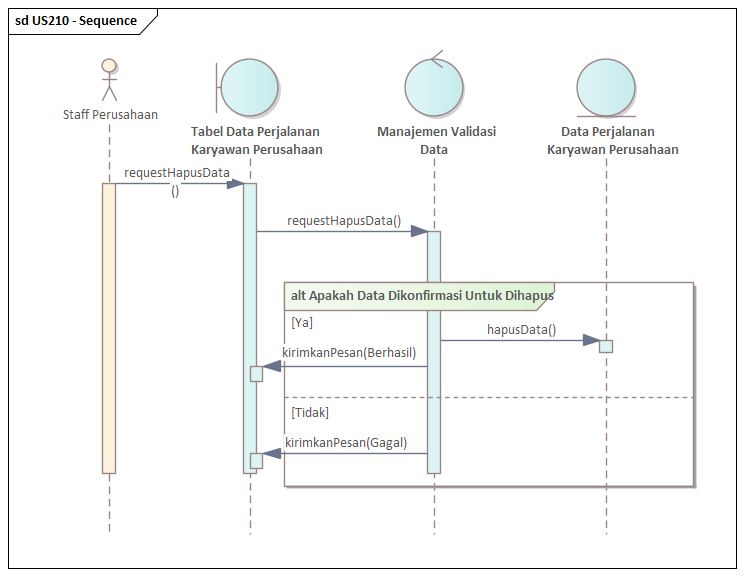 sd US210 - Sequence
Staff Perusahaan
Tabel Data Perjalanan
Karyawan Perusahaan
Manajemen Validasi
Data
Data Perjalanan
Karyawan Perusahaan
requestHapusData
()
requestHapusData()
alt Apakah Data Dikonfirmasi Untuk Dihapus
[Ya]
hapusData()
kirimkanPesan(Berhasil)
[Tidak]
kirimkanPesan(Gagal)